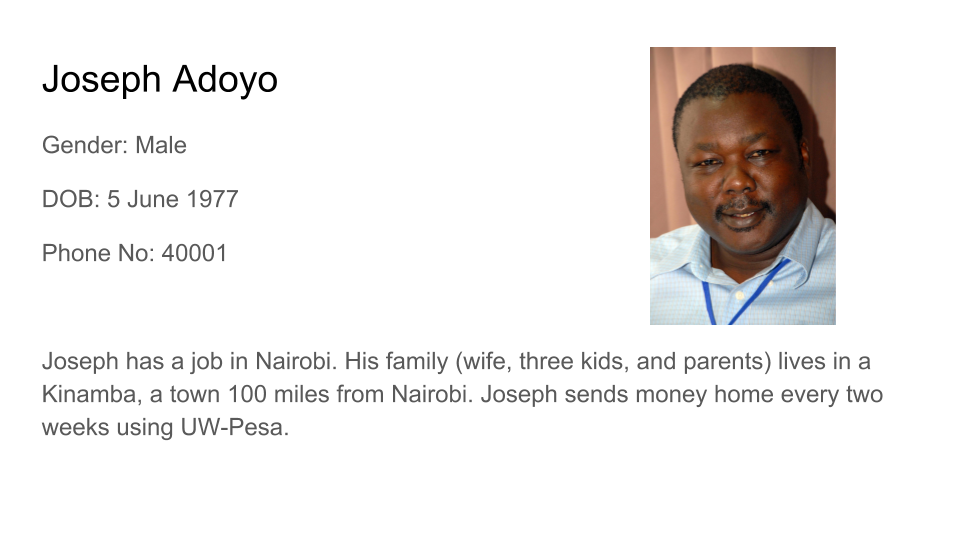 Joseph Adoyo
Gender: Male
DOB: 5 June 1977
Phone No: 40001
Joseph has a job in Nairobi. His family (wife, three kids, and parents) lives in a
Kinamba, a town 100 miles from Nairobi. Joseph sends money home every two
weeks using UW-Pesa.